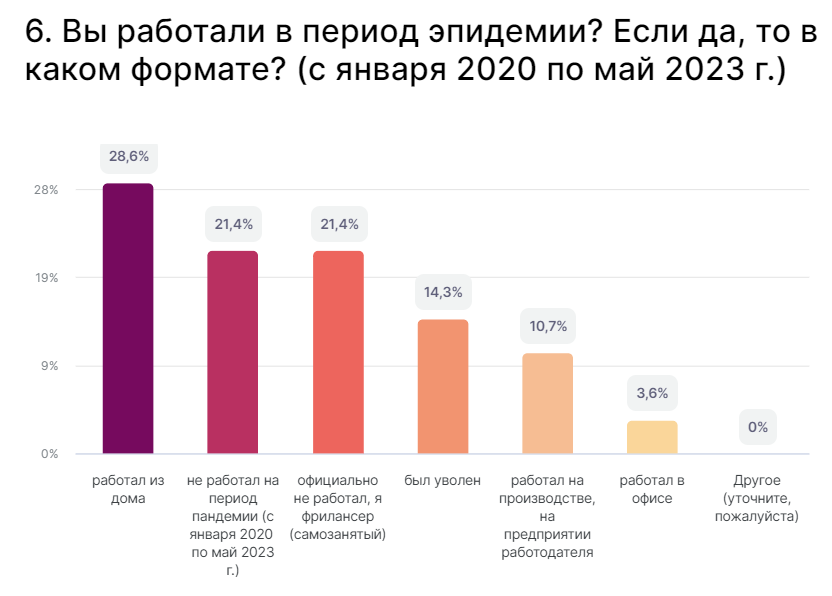 6. Вы работали в период эпидемии? Если да, то в
каком формате? (с января 2020 по май 2023 г.)
28,6%
28%
21,4%
21,4%
19%
14,3%
10,7%
9%
3,6%
0%
0%
работал из
дома
не работал на
период
пандемии (с
января 2020
по май 2023
г.)
официально
не работал, я
фрилансер
(самозанятый)
был уволен
работал на
производстве,
на
предприятии
работодателя
работал в
офисе
Другое
(уточните,
пожалуйста)